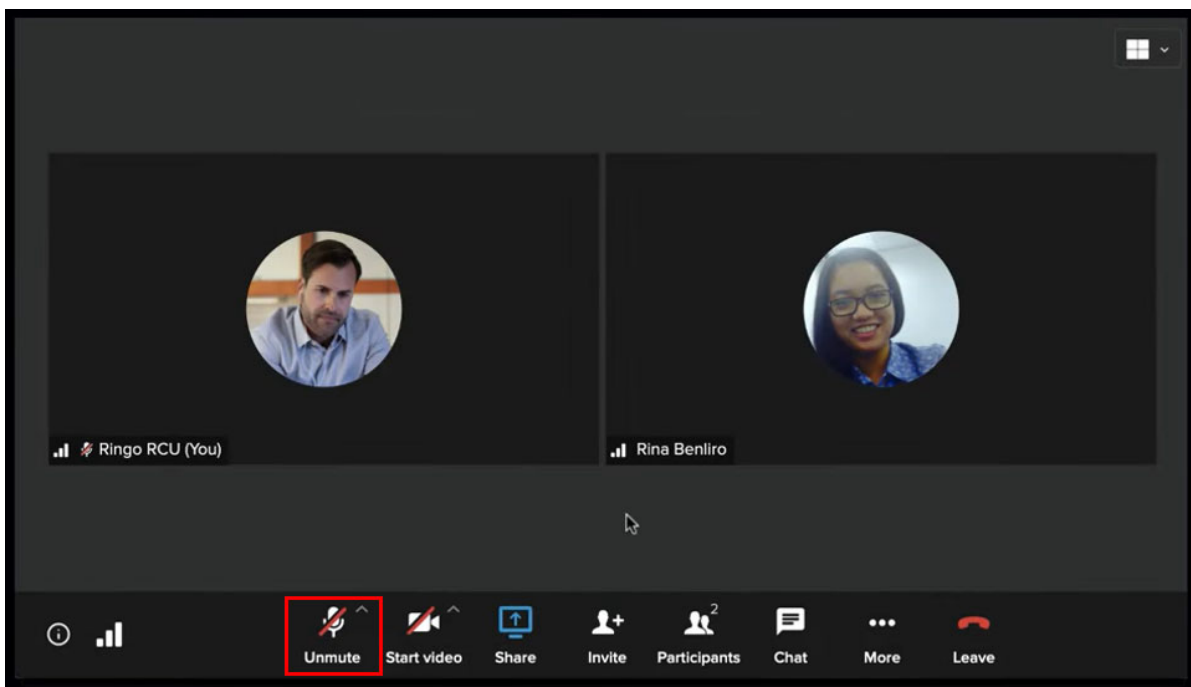 Ringo RCU (You)
Rina Benliro
Unmute
Start video
Share
Invite
2
Participants
Chat
More
Leave